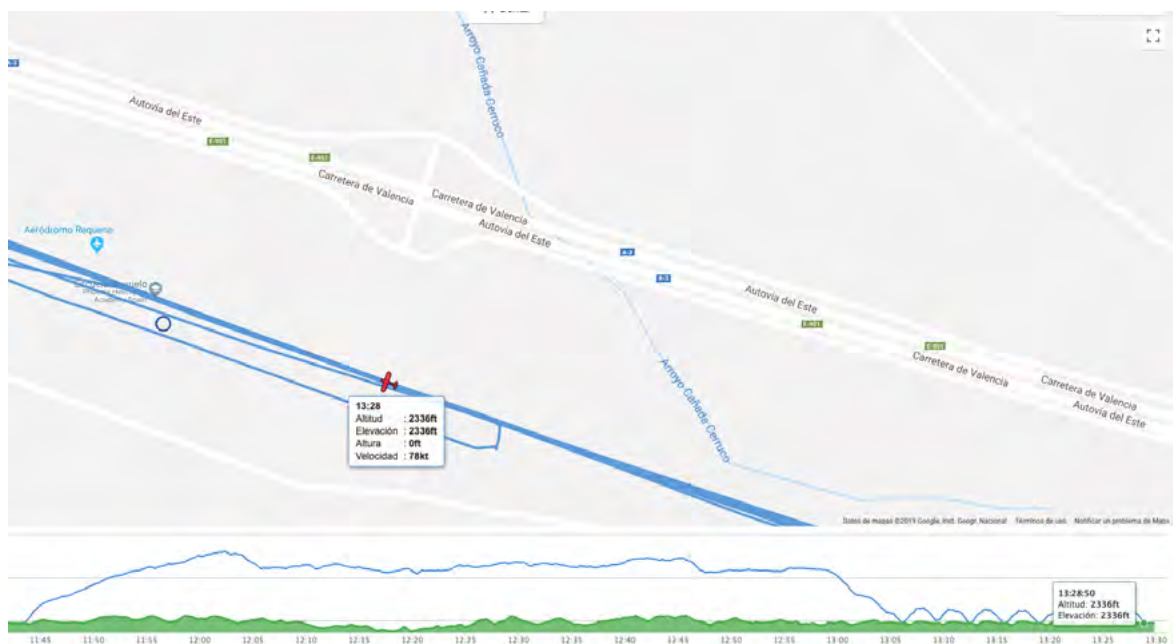 Arroyo Cañada Cerruco
A-3
Autovía del Este
E-901
E-901
Carretera de Valencia
Carretera de Valencia
Autovía del Este
Aeródromo Requena
A-3
A-3
Autovía del Este
E-901
E-901
Carretera de Valencia
Carretera de Valencia
Autovía del Este
Arroyo Cañada Cerruco
13:28
Altitud : 2336ft
Elevación : 2336ft
Altura : 0ft
Velocidad : 78kt
Datos de mapas ©2019 Google, Inst. Geogr. Nacional Términos de uso Notificar un problema de Maps
13:28:50
Altitud: 2336ft
Elevación: 2336ft
11:45 11:50 11:55 12:00 12:05 12:10 12:15 12:20 12:25 12:30 12:35 12:40 12:45 12:50 12:55 13:00 13:05 13:10 13:15 13:20 13:25 13:30